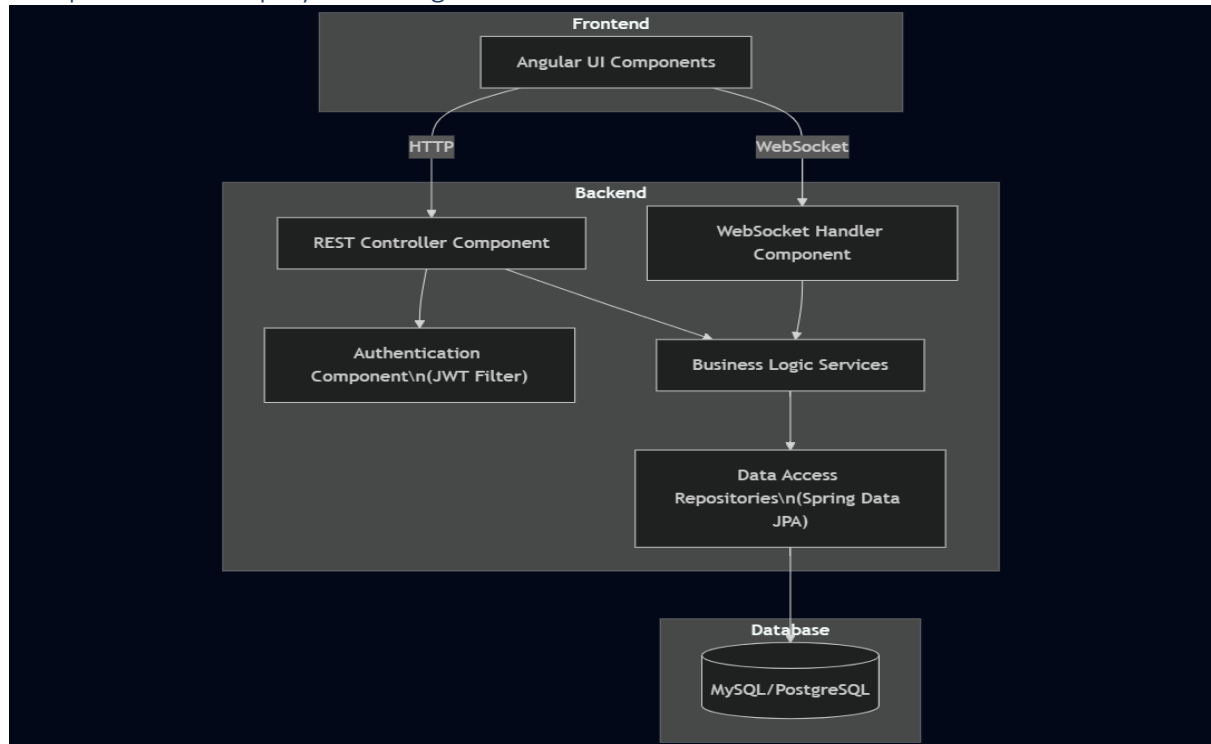 Frontend
Angular UI Components
HTTP
WebSocket
Backend
REST Controller Component
WebSocket Handler
Component
Authentication
Component\n(JWT Filter)
Business Logic Services
Data Access
Repositories\n(Spring Data
JPA)
Database
MySQL/PostgreSQL